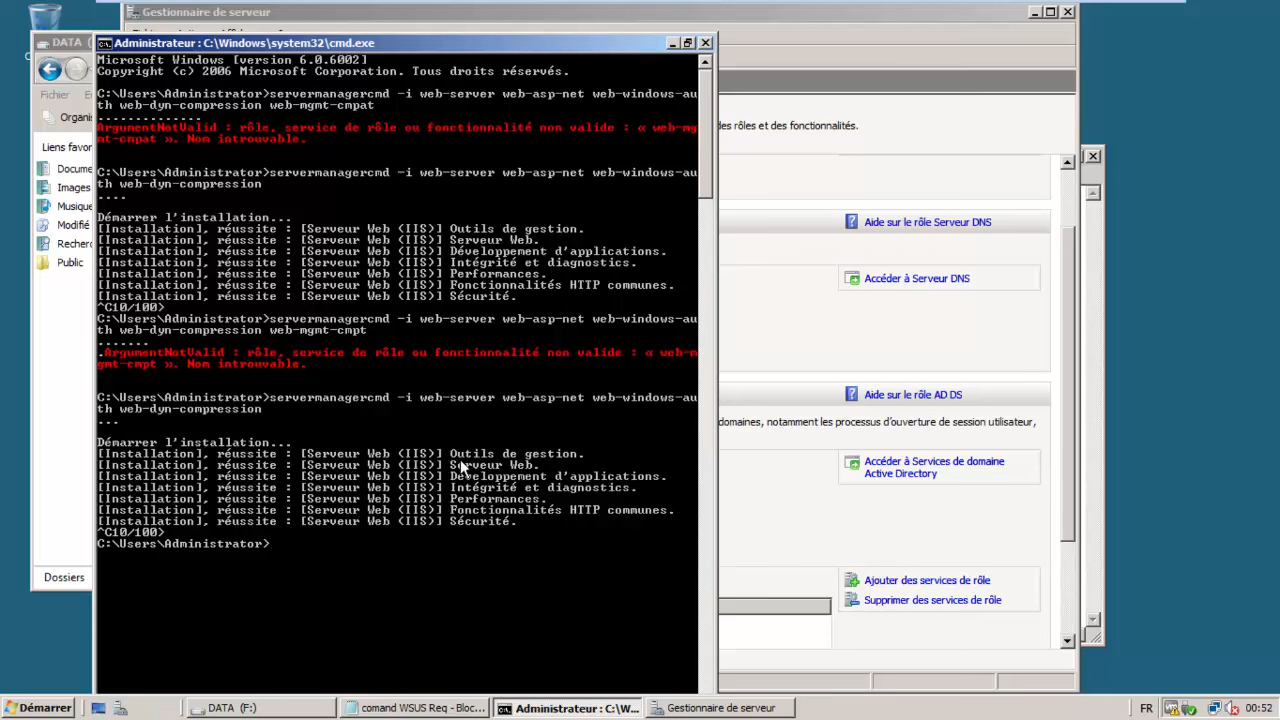 Gestionnaire de serveur
DATA (
Administrateur : C:\Windows\system32\cmd.exe
Fichier
Organis
Liens favor
Docume
Images
Musique
Modifié
Recherc
Public
Dossiers
Microsoft Windows [version 6.0.6002]
Copyright (c) 2006 Microsoft Corporation. Tous droits réservés.
C:\Users\Administrator>servermanagercmd -i web-server web-asp-net web-windows-au
th web-dyn-compression web-mgmt-cmpat
--------------
ArgumentNotValid : rôle, service de rôle ou fonctionnalité non valide : « web-mg
mt-cmpat ». Nom introuvable.
C:\Users\Administrator>servermanagercmd -i web-server web-asp-net web-windows-au
th web-dyn-compression
----
Démarrer l'installation...
[Installation], réussite : [Serveur Web (IIS)] Outils de gestion.
[Installation], réussite : [Serveur Web (IIS)] Serveur Web.
[Installation], réussite : [Serveur Web (IIS)] Développement d'applications.
[Installation], réussite : [Serveur Web (IIS)] Intégrité et diagnostics.
[Installation], réussite : [Serveur Web (IIS)] Performances.
[Installation], réussite : [Serveur Web (IIS)] Fonctionnalités HTTP communes.
[Installation], réussite : [Serveur Web (IIS)] Sécurité.
^C10/100>
C:\Users\Administrator>servermanagercmd -i web-server web-asp-net web-windows-au
th web-dyn-compression web-mgmt-cmpt
-------
.ArgumentNotValid : rôle, service de rôle ou fonctionnalité non valide : « web-m
gmt-cmpt ». Nom introuvable.
C:\Users\Administrator>servermanagercmd -i web-server web-asp-net web-windows-au
th web-dyn-compression
---
Démarrer l'installation...
[Installation], réussite : [Serveur Web (IIS)] Outils de gestion.
[Installation], réussite : [Serveur Web (IIS)] Serveur Web.
[Installation], réussite : [Serveur Web (IIS)] Développement d'applications.
[Installation], réussite : [Serveur Web (IIS)] Intégrité et diagnostics.
[Installation], réussite : [Serveur Web (IIS)] Performances.
[Installation], réussite : [Serveur Web (IIS)] Fonctionnalités HTTP communes.
[Installation], réussite : [Serveur Web (IIS)] Sécurité.
^C10/100>
C:\Users\Administrator>
des rôles et des fonctionnalités.
Aide sur le rôle Serveur DNS
Accéder à Serveur DNS
Aide sur le rôle AD DS
domaines, notamment les processus d'ouverture de session utilisateur,
Accéder à Services de domaine
Active Directory
Ajouter des services de rôle
Supprimer des services de rôle
Démarrer
DATA (F:)
comand WSUS Req - Bloc...
Administrateur : C:\W...
Gestionnaire de serveur
FR
00:52